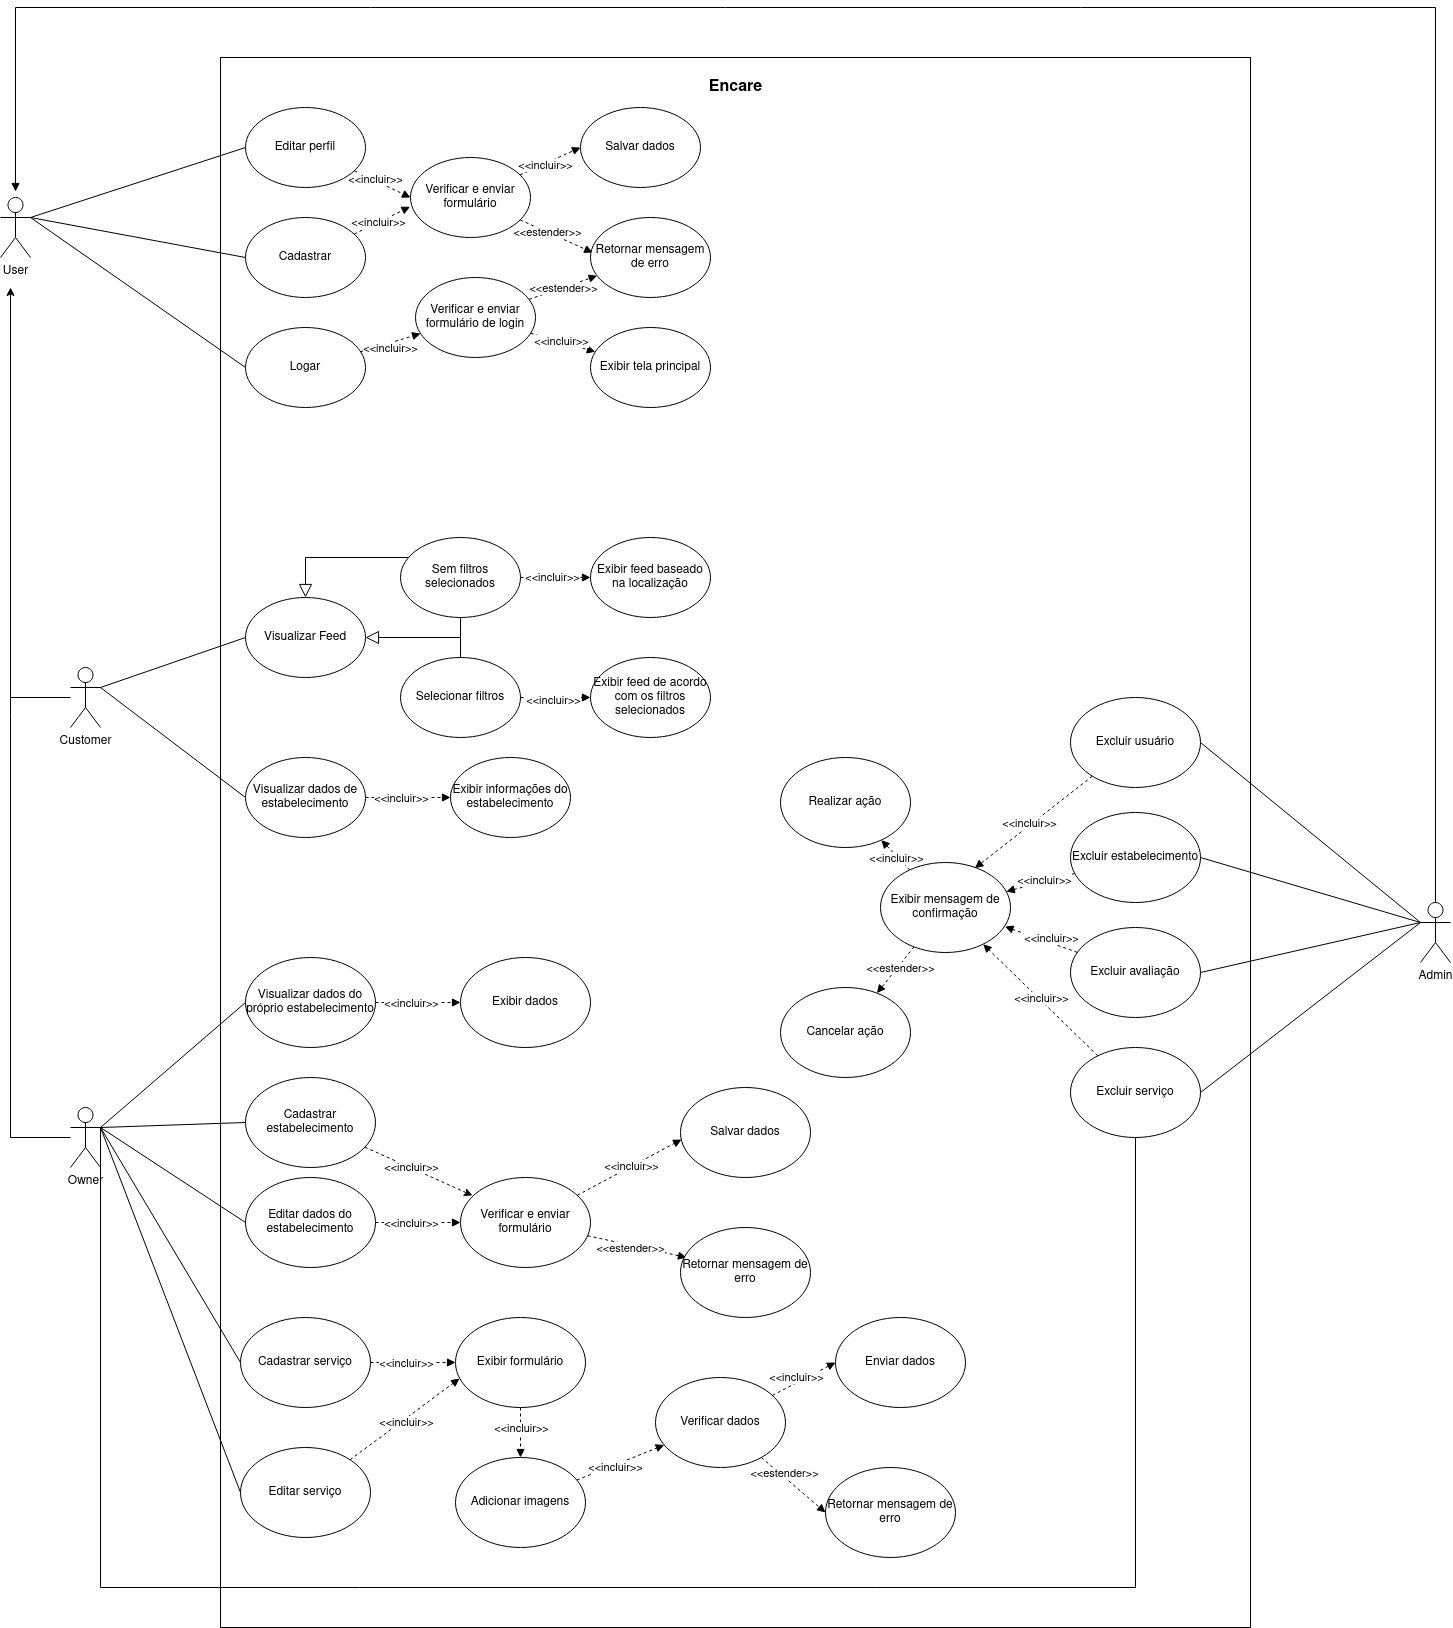 Encare
Editar perfil
Salvar dados
<<incluir>>
<<incluir>>
Verificar e enviar
formulário
<<incluir>>
<<estender>>
User
Cadastrar
Retornar mensagem
de erro
<<estender>>
Verificar e enviar
formulário de login
<<incluir>>
<<incluir>>
Logar
Exibir tela principal
Sem filtros
selecionados
<<incluir>>
Exibir feed baseado
na localização
Visualizar Feed
Selecionar filtros
<<incluir>>
Exibir feed de acordo
com os filtros
selecionados
Customer
Excluir usuário
Visualizar dados de
estabelecimento
<<incluir>>
Exibir informações do
estabelecimento
Realizar ação
<<incluir>>
<<incluir>>
Excluir estabelecimento
<<incluir>>
Exibir mensagem de
confirmação
<<incluir>>
Excluir avaliação
Admin
<<estender>>
<<incluir>>
Visualizar dados do
próprio estabelecimento
<<incluir>>
Exibir dados
Cancelar ação
Excluir serviço
Cadastrar
estabelecimento
Salvar dados
<<incluir>>
<<incluir>>
Owner
Editar dados do
estabelecimento
<<incluir>>
Verificar e enviar
formulário
<<estender>>
Retornar mensagem de
erro
Cadastrar serviço
<<incluir>>
Exibir formulário
Enviar dados
<<incluir>>
<<incluir>>
<<incluir>>
Verificar dados
<<incluir>>
<<estender>>
Editar serviço
Adicionar imagens
Retornar mensagem de
erro